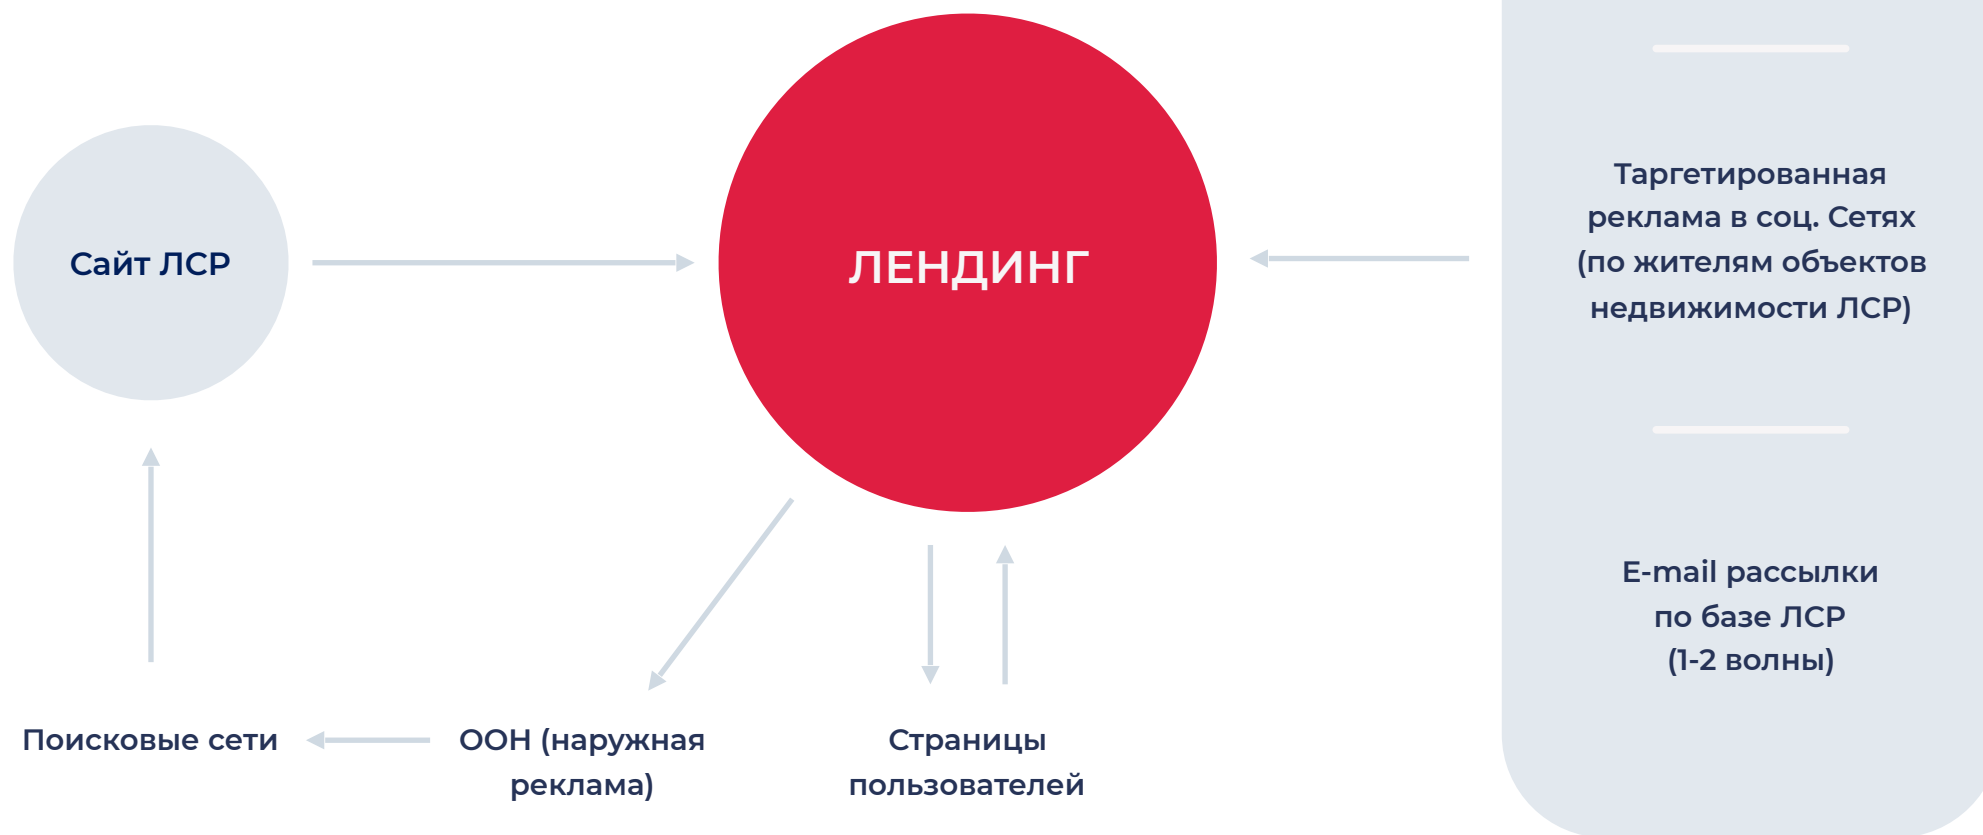 Сайт ЛСР
ЛЕНДИНГ
Таргетированная
реклама в соц. Сетях
(по жителям объектов
недвижимости ЛСР)
E-mail рассылки
по базе ЛСР
(1-2 волны)
Поисковые сети
ООН (наружная
реклама)
Страницы
пользователей